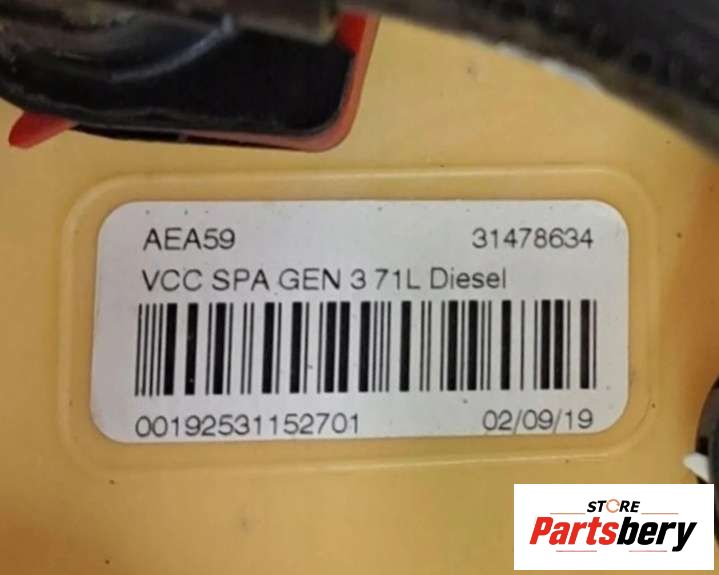 AEA59 31478634
VCC SPA GEN 3 71L Diesel
00192531152701 02/09/19
STORE
Partsbery